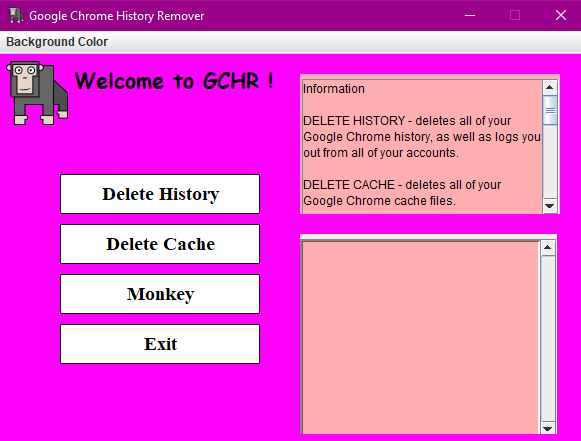 Google Chrome History Remover
Background Color
Welcome to GCHR !
Information
DELETE HISTORY - deletes all of your
Google Chrome history, as well as logs you
out from all of your accounts.
DELETE CACHE - deletes all of your
Google Chrome cache files.
Delete History
Delete Cache
Monkey
Exit